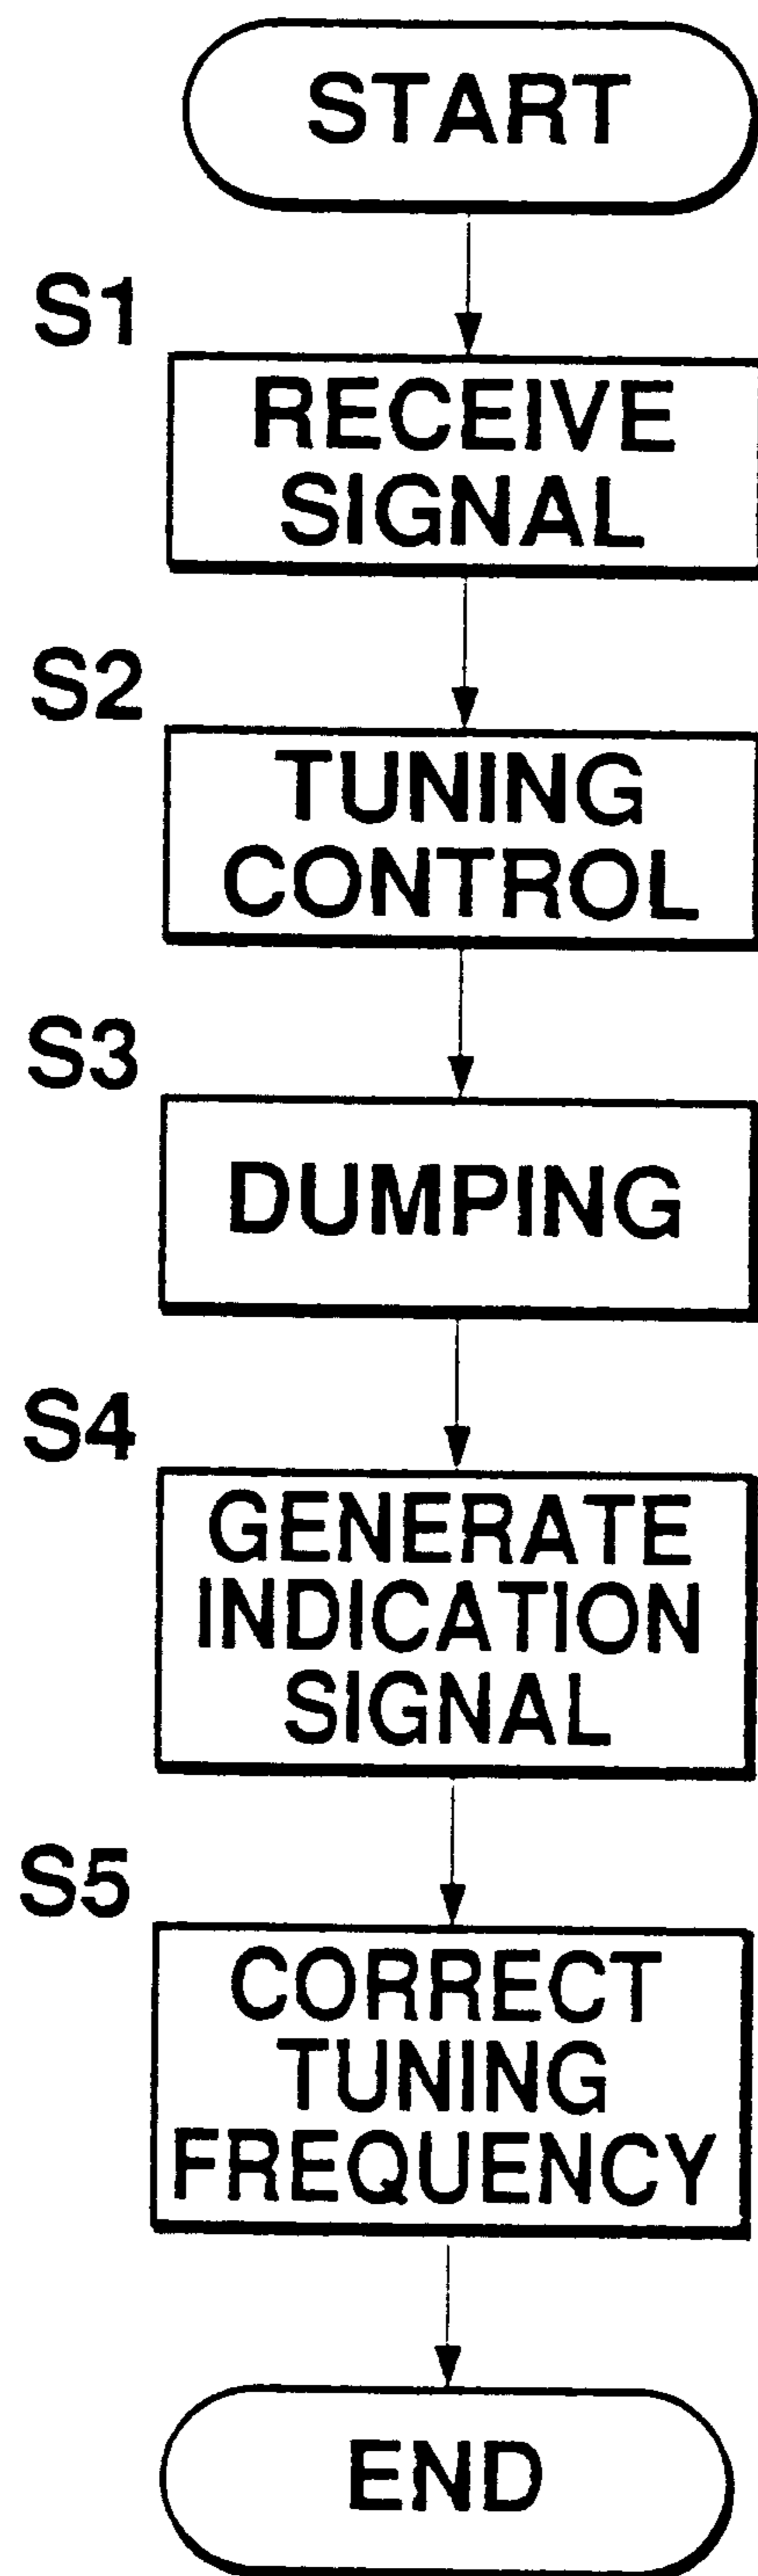 START
S1
RECEIVE
SIGNAL
S2
TUNING
CONTROL
S3
DUMPING
S4
GENERATE
INDICATION
SIGNAL
S5
CORRECT
TUNING
FREQUENCY
END